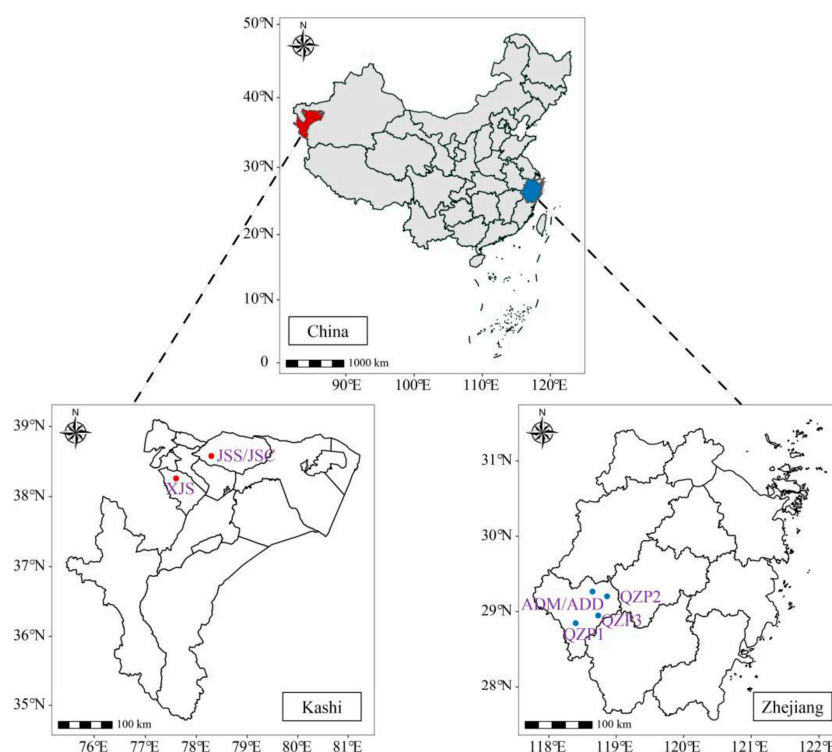 N
50°N
40°N
30°N
20°N
10°N
0
China
1000 km
90°E 100°E 110°E 120°E
N
39°N
38°N
37°N
36°N
35°N
JSS/JSC
XJS
Kashi
100 km
76°E 77°E 78°E 79°E 80°E 81°E
N
31°N
30°N
29°N
28°N
ADM/ADD
QZP2
QZP3
QZP1
Zhejiang
100 km
118°E 119°E 120°E 121°E 122°E